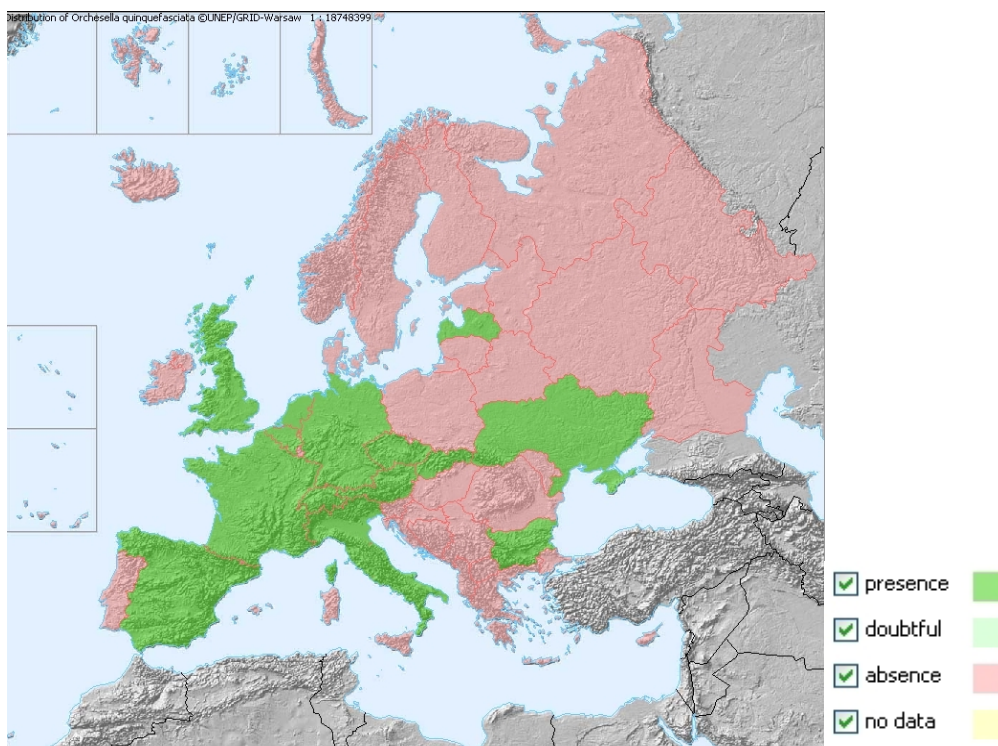 Distribution of Orchesella quinquefasciata ©UNEP/GRID-Warsaw 1 : 18748399
presence
doubtful
absence
no data